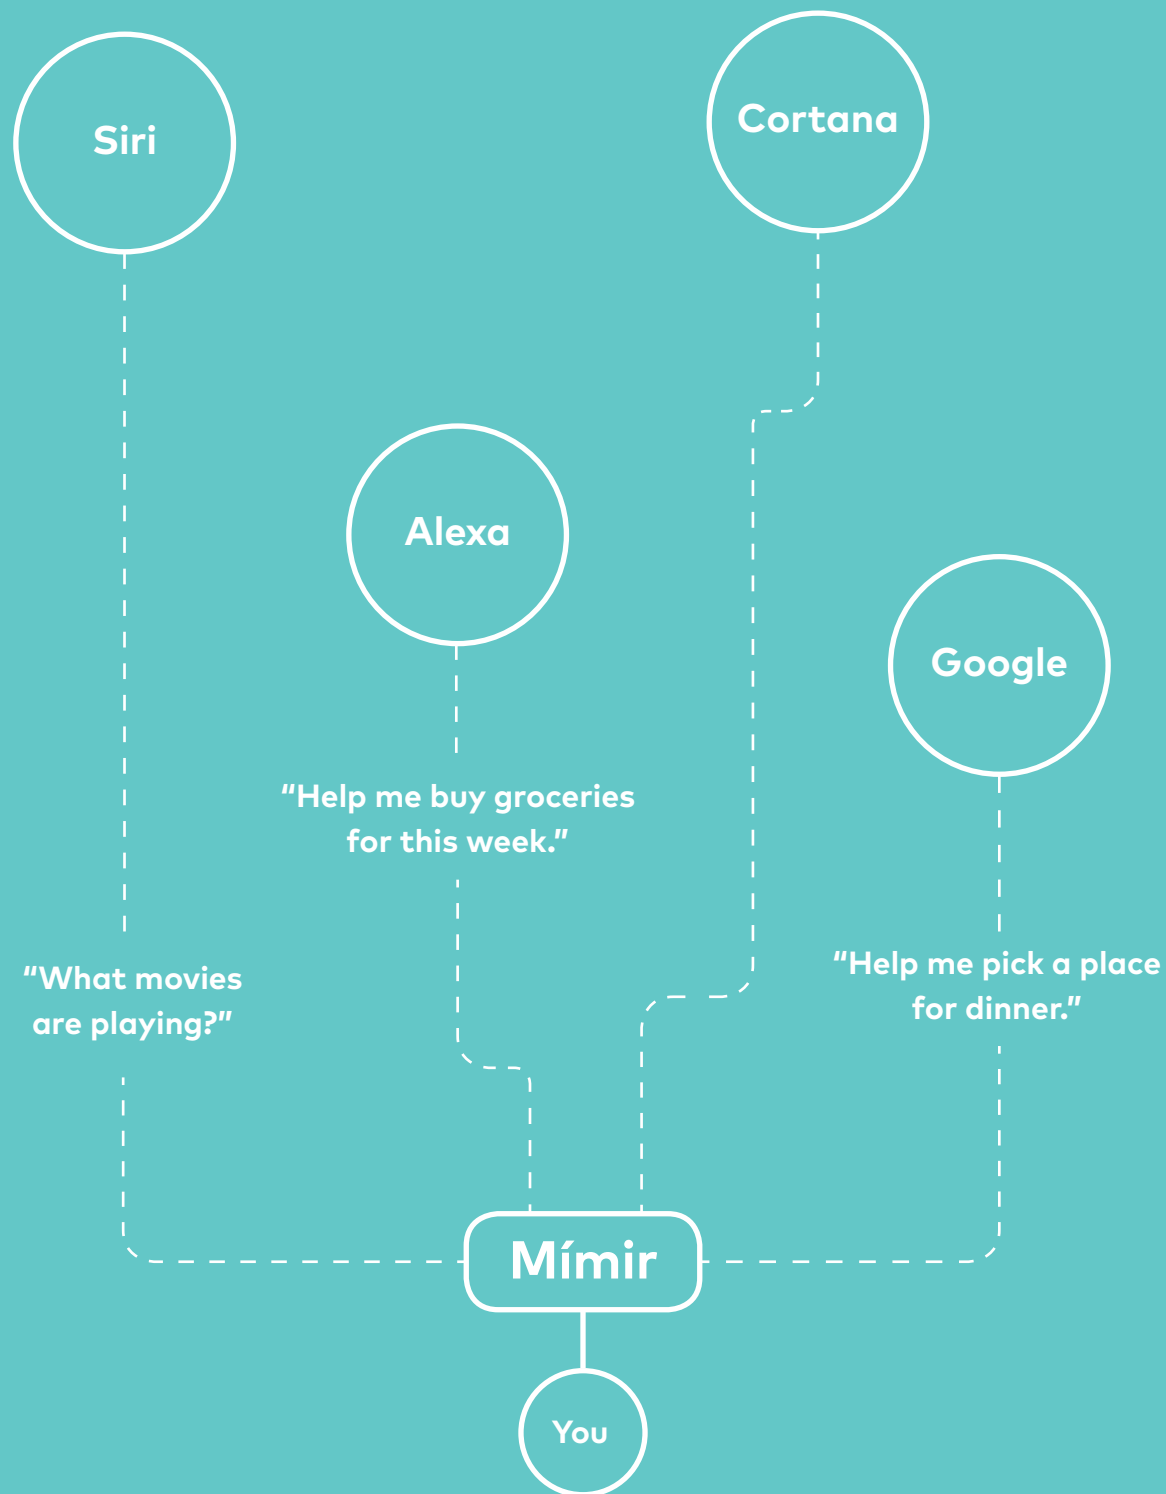 Siri
Cortana
Alexa
Google
“Help me buy groceries
for this week.”
“What movies
are playing?”
“Help me pick a place
for dinner.”
Mímir
You